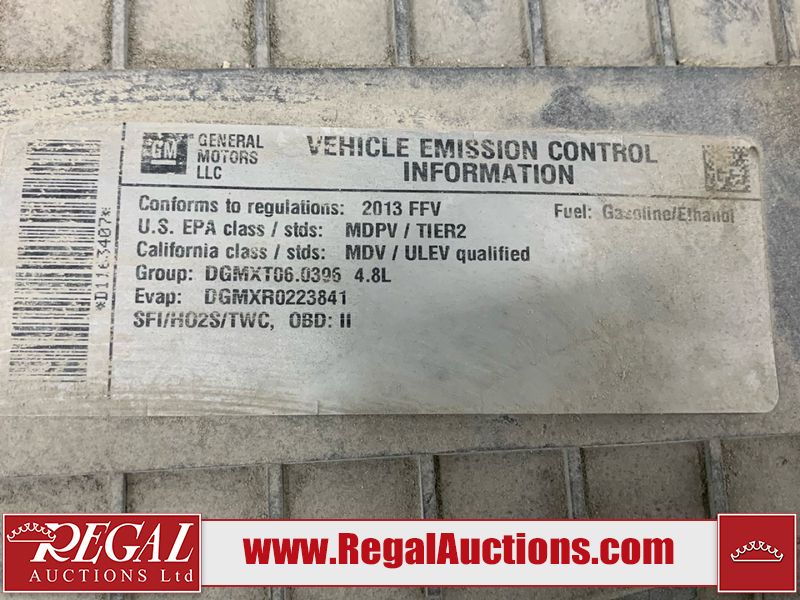 GM
GENERAL
MOTORS
LLC
VEHICLE EMISSION CONTROL
INFORMATION
Conforms to regulations: 2013 FFV
Fuel: Gasoline/Ethanol
U.S. EPA class / stds: MDPV / TIER2
California class / stds: MDV / ULEV qualified
Group: DGMXT06.0396 4.8L
Evap: DGMXR0223841
SFI/HO2S/TWC, OBD: II
REGAL
AUCTIONS Ltd
www.RegalAuctions.com